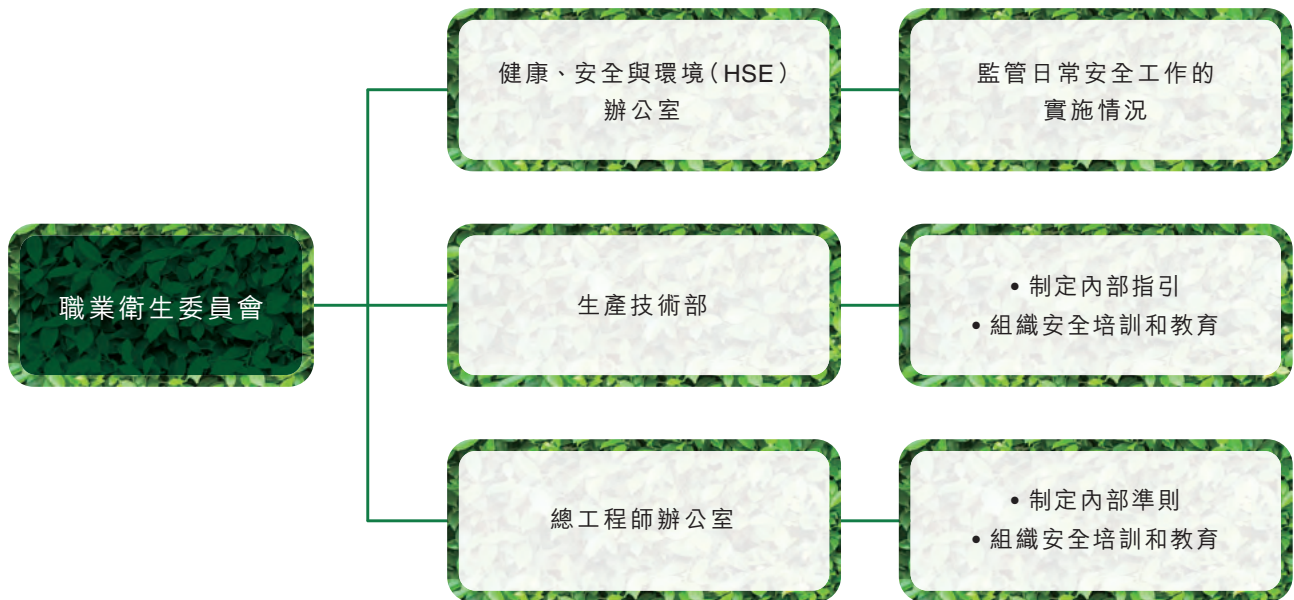 健康、安全與環境（HSE）
辦公室
監管日常安全工作的
實施情況
職業衛生委員會
生產技術部
• 制定內部指引
• 組織安全培訓和教育
總工程師辦公室
• 制定內部準則
• 組織安全培訓和教育